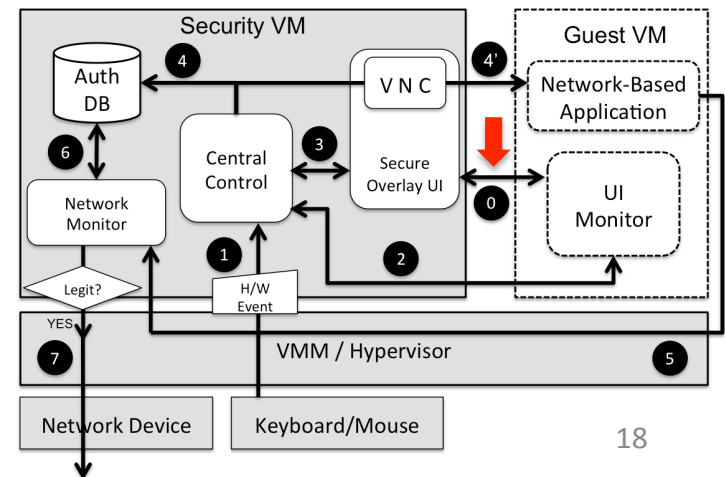 Security VM
Guest VM
Auth
DB
4
V N C
4’
Network-Based
Application
6
Central
Control
3
Secure
Overlay UI
0
UI
Monitor
Network
Monitor
1
2
Legit?
H/W
Event
YES
7
VMM / Hypervisor
5
Network Device
Keyboard/Mouse
18